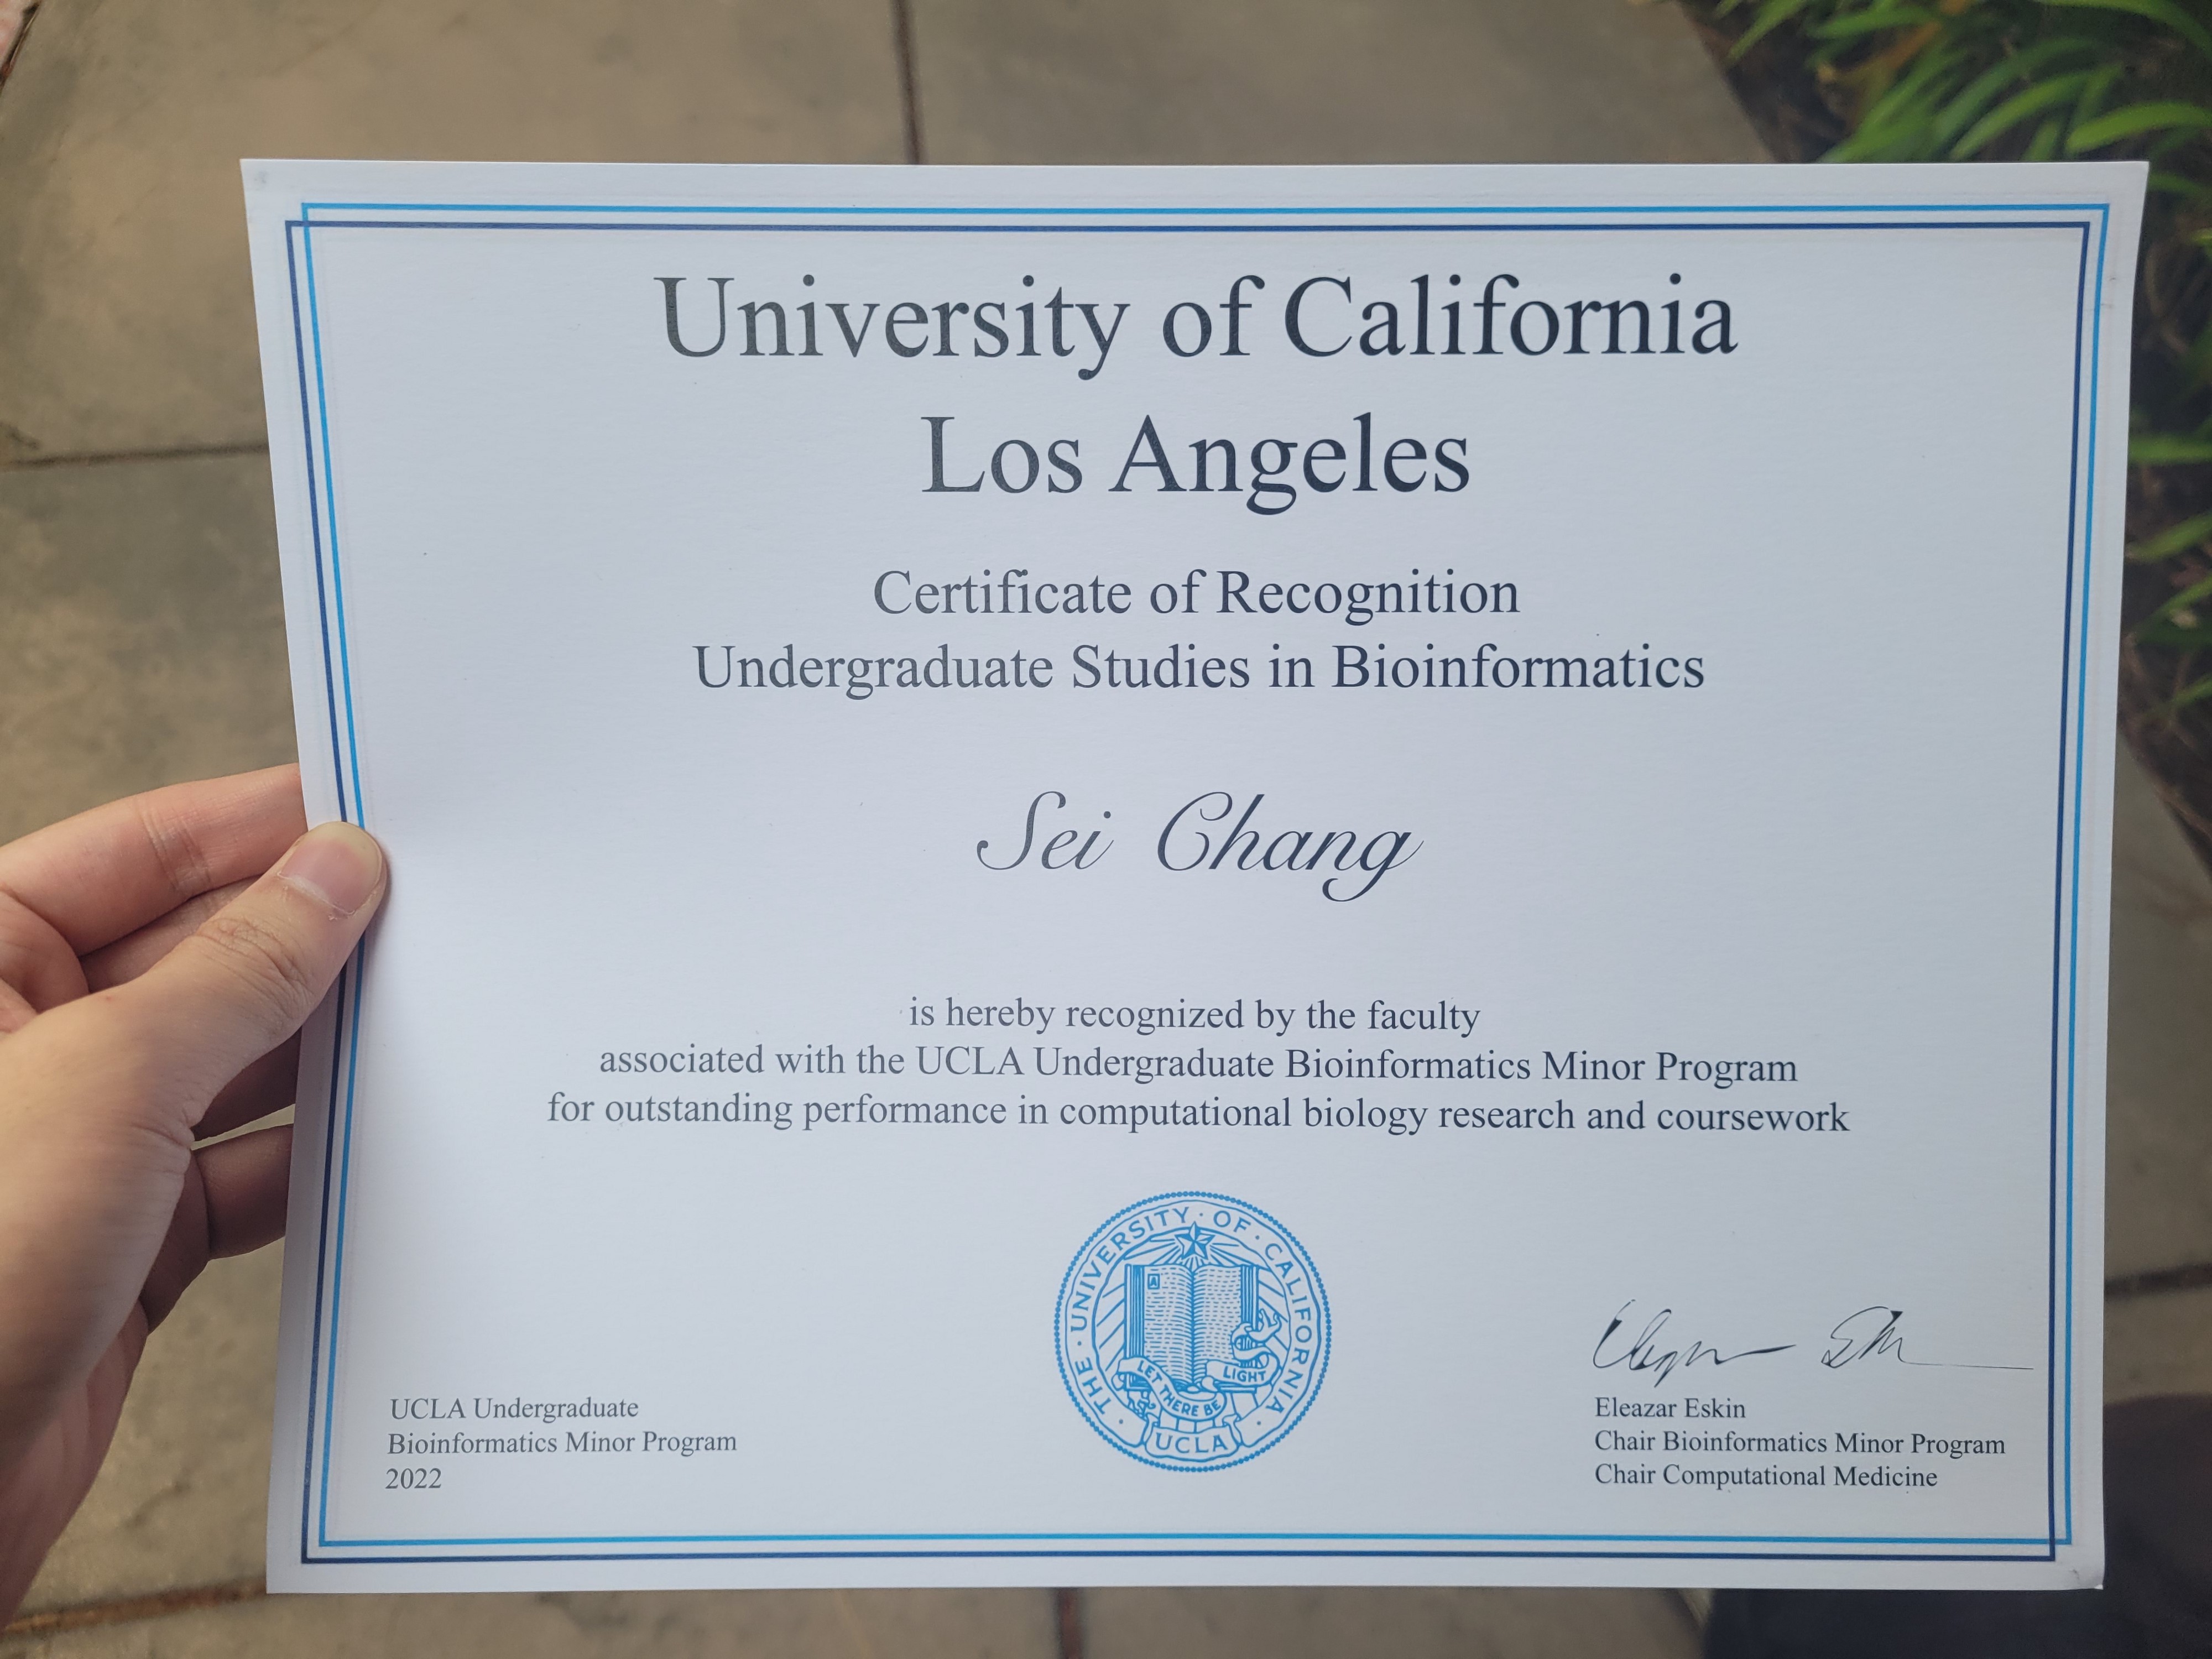 University of California
Los Angeles
Certificate of Recognition
Undergraduate Studies in Bioinformatics
Sei Chang
is hereby recognized by the faculty
associated with the UCLA Undergraduate Bioinformatics Minor Program
for outstanding performance in computational biology research and coursework
THE · UNIVERSITY · OF · CALIFORNIA
A
LET THERE BE LIGHT
UCLA
UCLA Undergraduate
Bioinformatics Minor Program
2022
Eleazar Eskin
Chair Bioinformatics Minor Program
Chair Computational Medicine